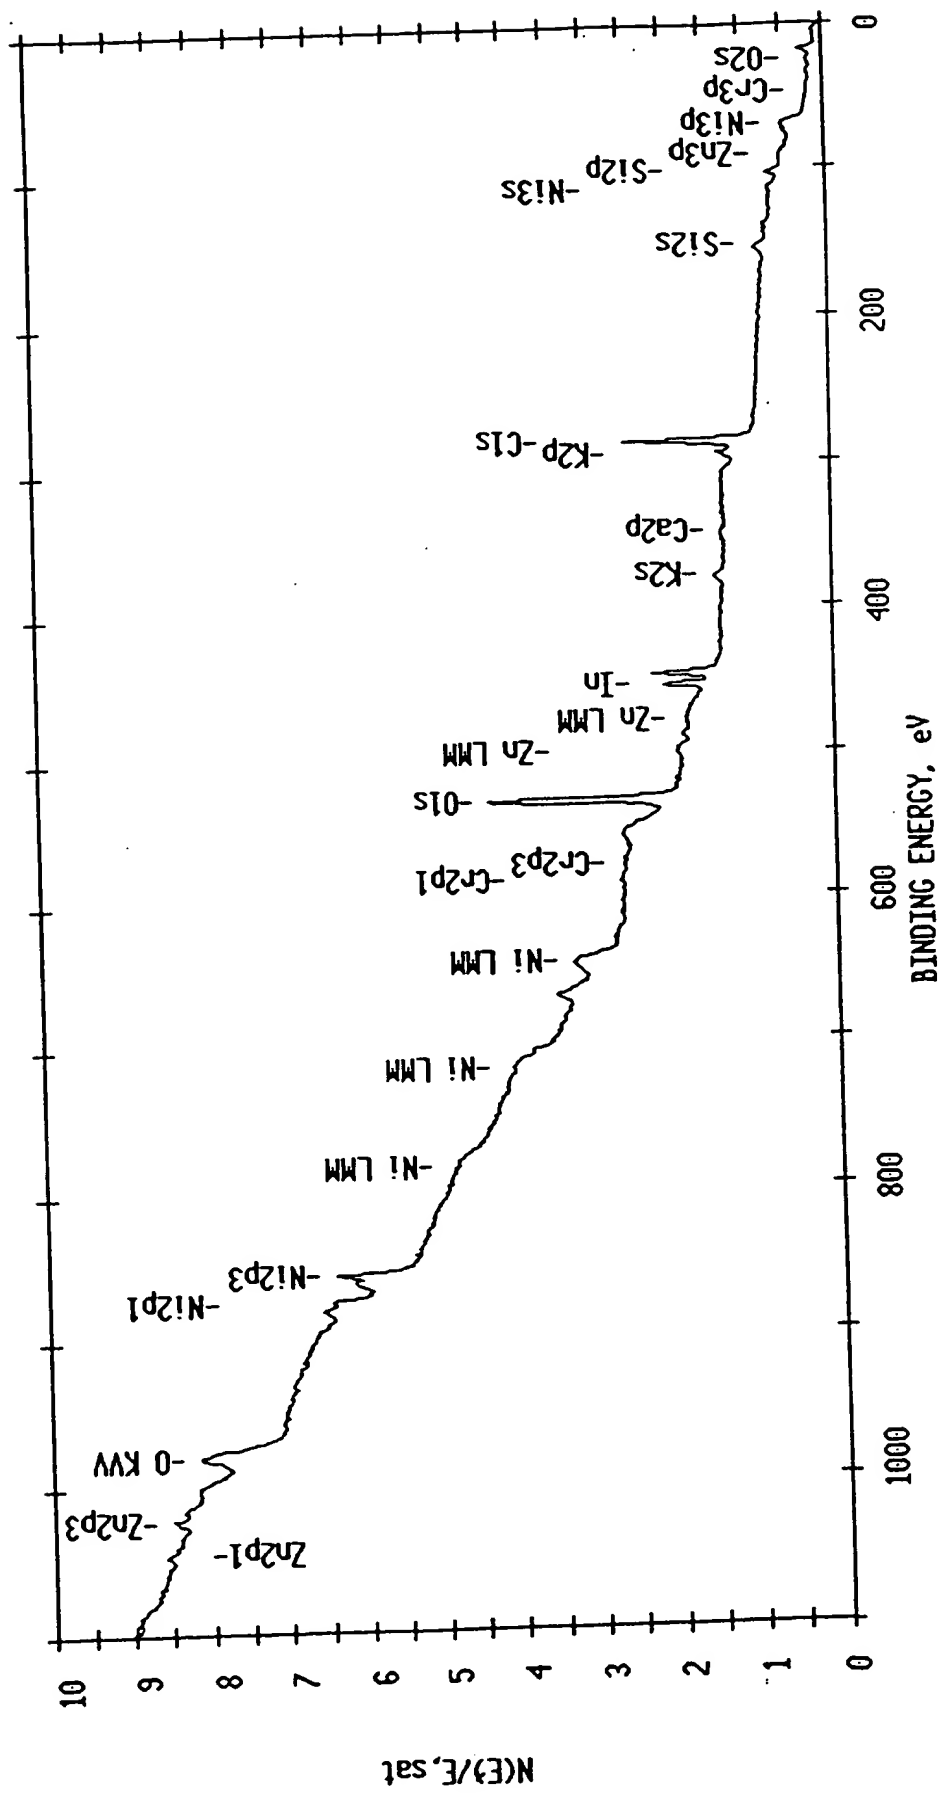 N(E)/E,sat
10
9
8
7
6
5
4
3
2
1
0
Zn2p1-
-Zn2p3
-O KVV
-Ni2p1
-Ni2p3
-Ni LMM
-Ni LMM
-Ni LMM
-Cr2p1
-Cr2p3
-O1s
-Zn LMM
-Zn LMM
-In
-K2s
-Ca2p
-K2p
-C1s
-Si2s
-Ni3s
-Si2p
-Zn3p
-Ni3p
-Cr3p
-O2s
1000
800
600
400
200
0
BINDING ENERGY, eV